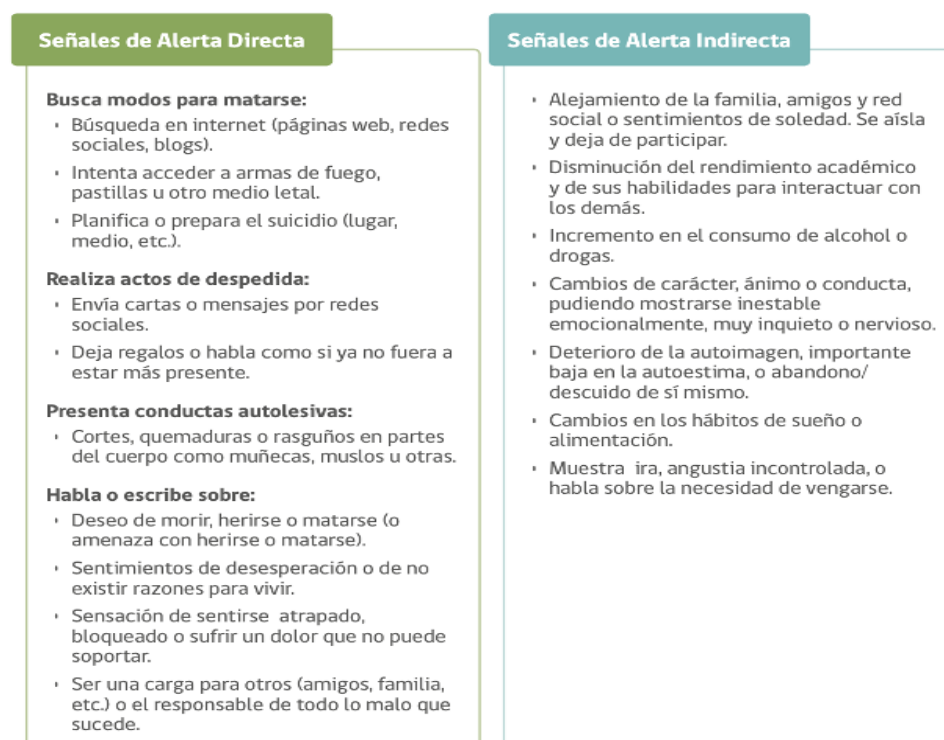 Señales de Alerta Directa
Busca modos para matarse:
· Búsqueda en internet (páginas web, redes
sociales, blogs).
· Intenta acceder a armas de fuego,
pastillas u otro medio letal.
· Planifica o prepara el suicidio (lugar,
medio, etc.).
Realiza actos de despedida:
· Envía cartas o mensajes por redes
sociales.
· Deja regalos o habla como si ya no fuera a
estar más presente.
Presenta conductas autolesivas:
· Cortes, quemaduras o rasguños en partes
del cuerpo como muñecas, muslos u otras.
Habla o escribe sobre:
· Deseo de morir, herirse o matarse (o
amenaza con herirse o matarse).
· Sentimientos de desesperación o de no
existir razones para vivir.
· Sensación de sentirse atrapado,
bloqueado o sufrir un dolor que no puede
soportar.
· Ser una carga para otros (amigos, familia,
etc.) o el responsable de todo lo malo que
sucede.
Señales de Alerta Indirecta
· Alejamiento de la familia, amigos y red
social o sentimientos de soledad. Se aísla
y deja de participar.
· Disminución del rendimiento académico
y de sus habilidades para interactuar con
los demás.
· Incremento en el consumo de alcohol o
drogas.
· Cambios de carácter, ánimo o conducta,
pudiendo mostrarse inestable
emocionalmente, muy inquieto o nervioso.
· Deterioro de la autoimagen, importante
baja en la autoestima, o abandono/
descuido de sí mismo.
· Cambios en los hábitos de sueño o
alimentación.
· Muestra ira, angustia incontrolada, o
habla sobre la necesidad de vengarse.